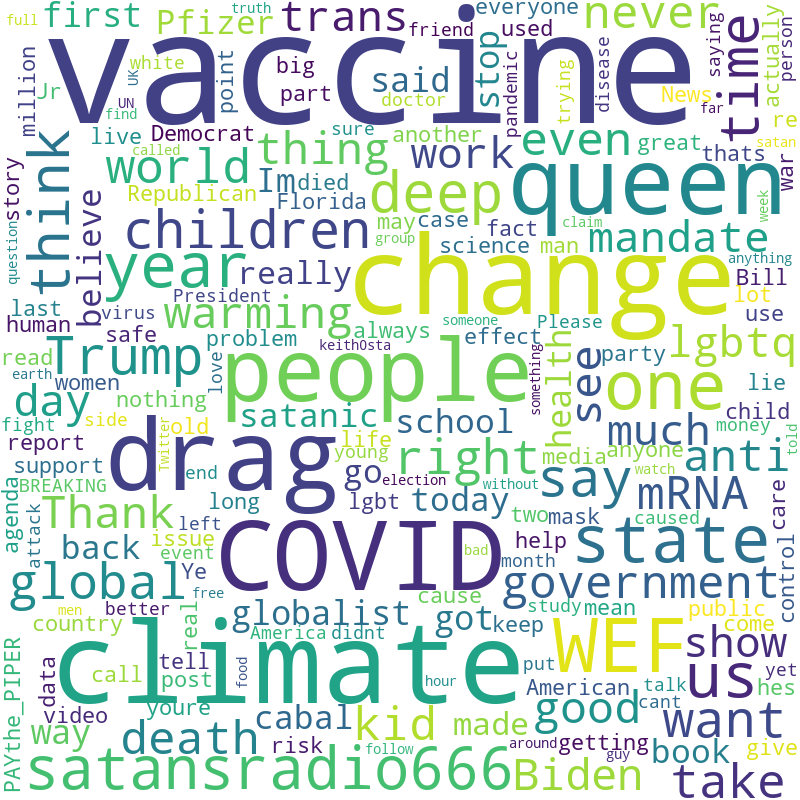 full
truth
first
Pfizer
trans
friend
everyone
used
never
actually
person
saying
UN
UK
white
big
part
point
said
stop
pandemic
trying
disease
News
far
re
time
vaccine
million
Jr
find
live
Democrat
sure
another
doctor
even
great
thats
war
satan
called
think
world
thing
work
Republican
Im
died
Florida
deep
queen
story
question
believe
children
may
case
fact
group
science
man
claim
mandate
week
anything
last
human
year
really
change
Bill
lot
use
virus
President
safe
warming
always
effect
someone
Please
problem
keith0sta
party
lgbtq
read
earth
women
Trump
love
people
something
health
see
one
lie
child
nothing
day
fight
side
old
satanic
school
much
money
told
report
Twitter
drag
life
young
right
media
anyone
anti
support
BREAKING
end
go
election
without
say
watch
mRNA
care
agenda
attack
Thank
long
lgbt
today
two
mask
caused
control
left
issue
back
event
Ye
COVID
bad
help
month
state
global
men
better
free
cause
study
mean
government
public
come
yet
country
real
globalist
got
keep
America
didnt
WEF
show
us
hes
PAYthe_PIPER
data
call
tell
post
climate
food
hour
put
American
talk
cant
video
youre
cabal
kid
made
good
want
way
death
risk
follow
around
guy
getting
book
give
satansradio666
Biden
take